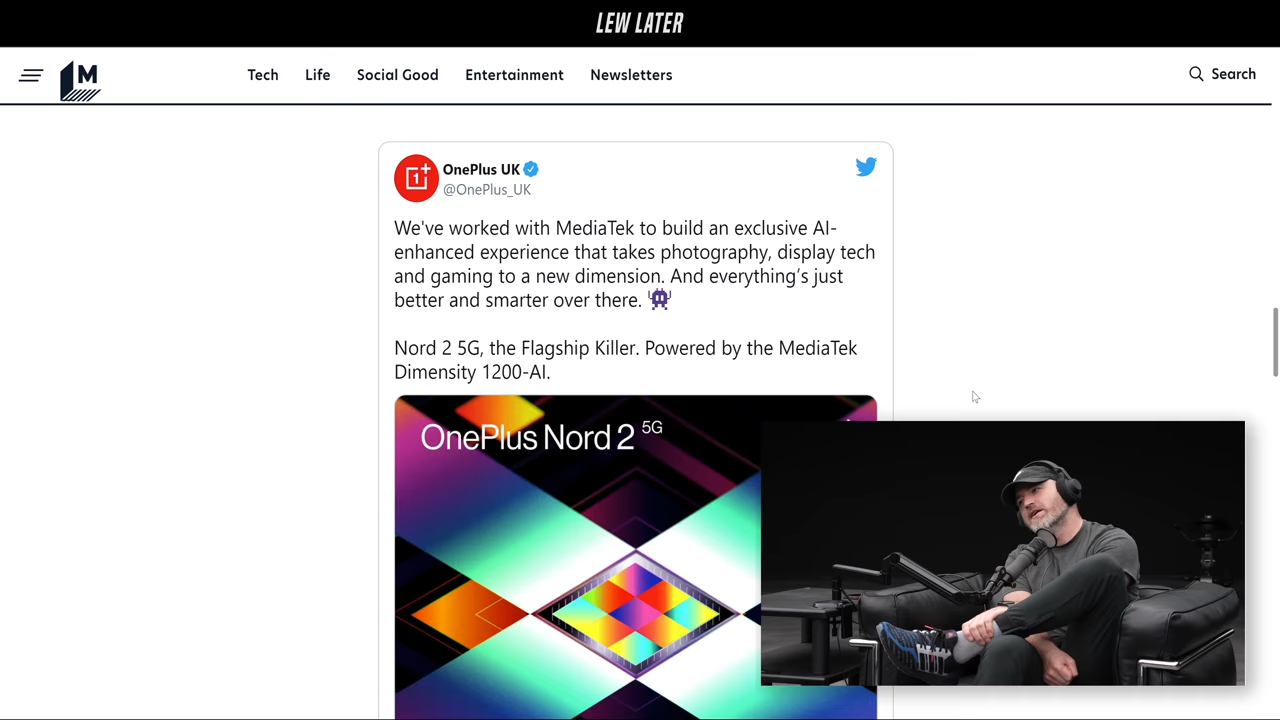 LEW LATER
M
Tech Life Social Good Entertainment Newsletters Search
OnePlus UK
@OnePlus_UK
We've worked with MediaTek to build an exclusive AI-
enhanced experience that takes photography, display tech
and gaming to a new dimension. And everything’s just
better and smarter over there. 👾
Nord 2 5G, the Flagship Killer. Powered by the MediaTek
Dimensity 1200-AI.
OnePlus Nord 2 5G